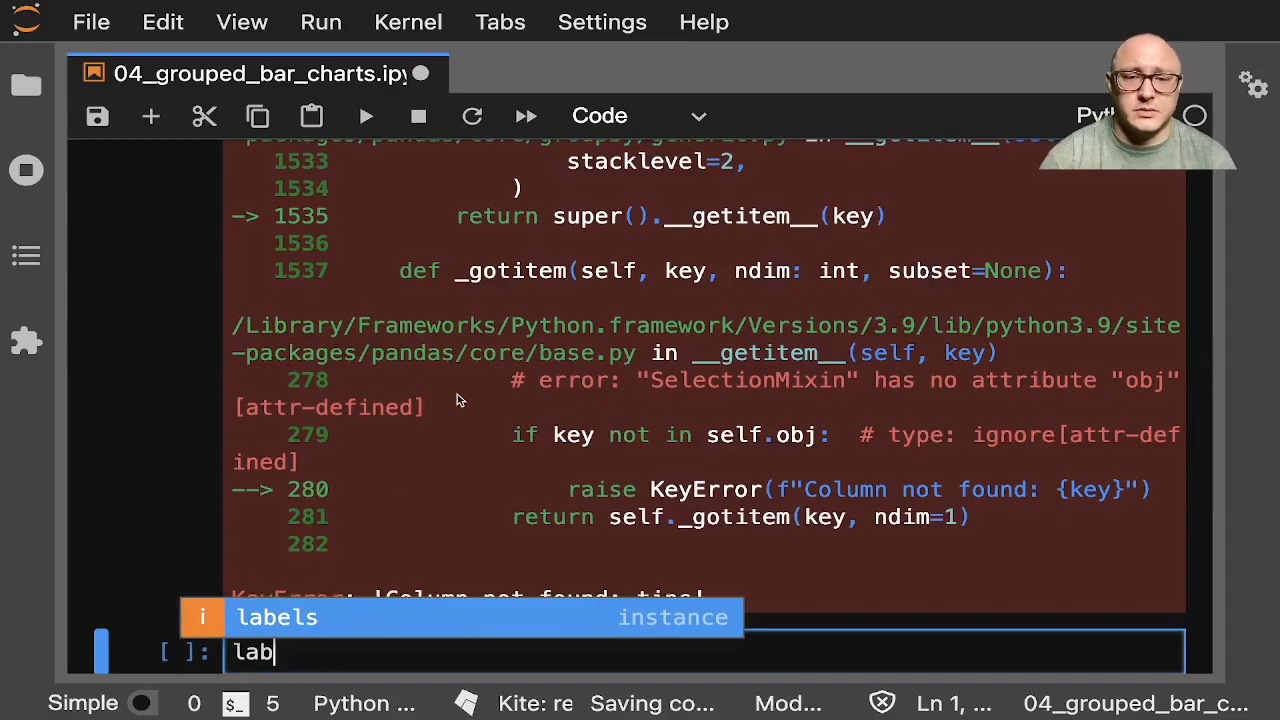 File Edit View Run Kernel Tabs Settings Help
04_grouped_bar_charts.ipy
Code
1533 stacklevel=2,
1534 )
-> 1535 return super().__getitem__(key)
1536
1537 def _gotitem(self, key, ndim: int, subset=None):
/Library/Frameworks/Python.framework/Versions/3.9/lib/python3.9/site
-packages/pandas/core/base.py in __getitem__(self, key)
278 # error: "SelectionMixin" has no attribute "obj"
[attr-defined]
279 if key not in self.obj: # type: ignore[attr-def
ined]
--> 280 raise KeyError(f"Column not found: {key}")
281 return self._gotitem(key, ndim=1)
282
KeyError: 'Column not found: tips'
i labels instance
[ ]: lab
Simple 0 $_ 5 Python ... Kite: re Saving co... Mod... Ln 1, ... 04_grouped_bar_c...